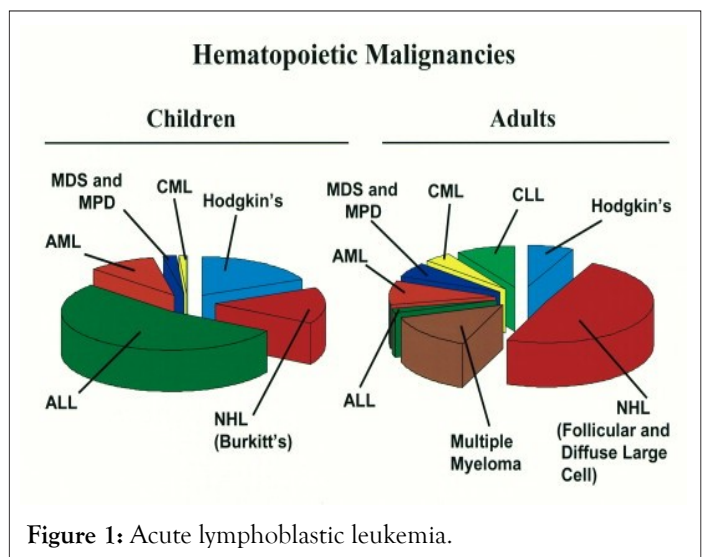 Hematopoietic Malignancies
Children
MDS and
MPD
CML
Hodgkin's
AML
ALL
NHL
(Burkitt's)
Adults
MDS and
MPD
CML
CLL
Hodgkin's
AML
ALL
Multiple
Myeloma
NHL
(Follicular and
Diffuse Large
Cell)
Figure 1: Acute lymphoblastic leukemia.